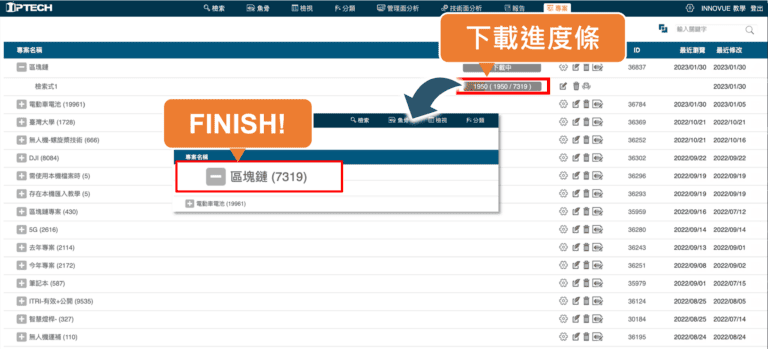 IPTECH 檢索 魚骨 檢視 分類 管理面分析 技術面分析 報告 專案 INNOVUE 教學 登出
下載進度條
輸入關鍵字
專案名稱 ID 最近瀏覽 最近修改
區塊鏈 下載中 36837 2023/01/30 2023/01/30
檢索式1 1950 ( 1950 / 7319 ) 2023/01/30
電動車電池 (19961) 36784 2023/01/30 2023/01/05
臺灣大學 (1728) 36369 2022/10/21 2022/10/21
無人機-螺旋槳技術 (666) 36252 2022/10/21 2022/10/16
DJI (8084) 36302 2022/09/22 2022/09/22
需使用本機檔案時 (5) 36296 2022/09/19 2022/09/19
存在本機匯入教學 (5) 36293 2022/09/19 2022/09/19
區塊鏈專案 (430) 35959 2022/09/16 2022/07/12
5G (2616) 36280 2022/09/14 2022/09/14
去年專案 (2114) 36243 2022/09/13 2022/09/01
今年專案 (2172) 36251 2022/09/08 2022/09/02
筆記本 (587) 35979 2022/09/01 2022/07/15
ITRI-有效+公開 (9535) 36124 2022/08/25 2022/08/05
智慧燈桿- (327) 30184 2022/08/25 2022/07/14
無人機運補 (110) 36195 2022/08/24 2022/08/24
FINISH!
檢索 魚骨 檢視 分類
專案名稱
區塊鏈 (7319)
電動車電池 (19961)